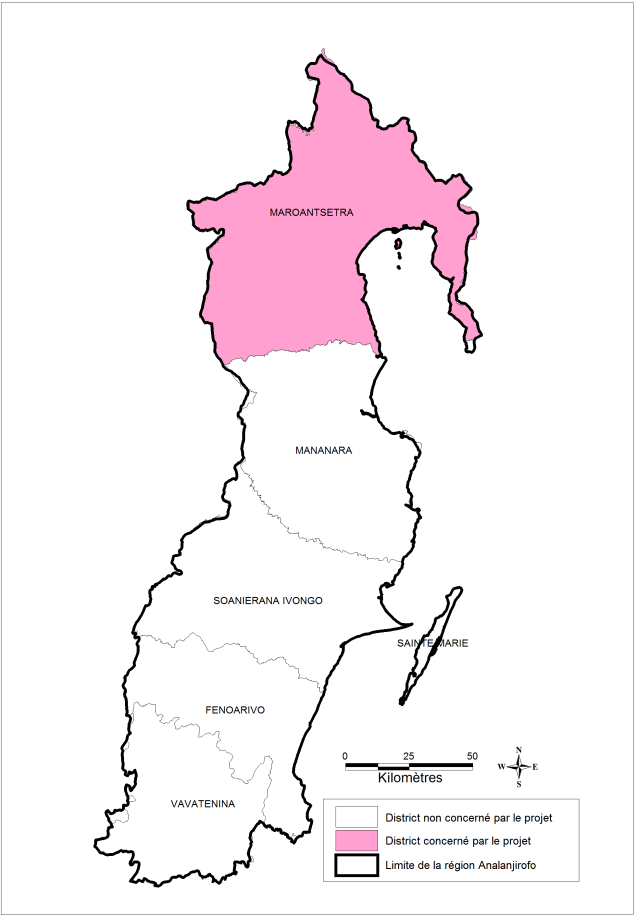 MAROANTSETRA
MANANARA
SOANIERANA IVONGO
SAINTE MARIE
FENOARIVO
VAVATENINA
0 25 50
Kilomètres
N
W E
S
District non concerné par le projet
District concerné par le projet
Limite de la région Analanjirofo